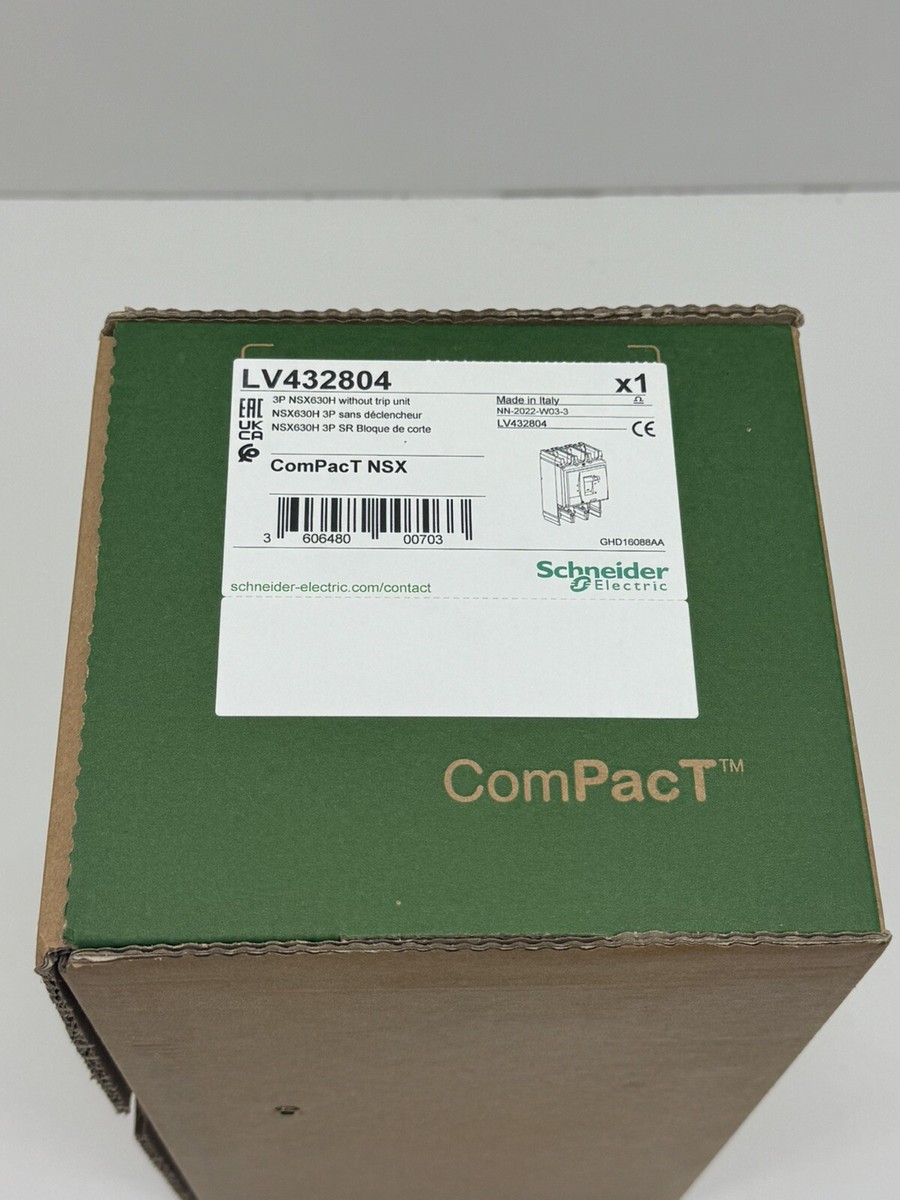 LV432804
x1
3P NSX630H without trip unit
NSX630H 3P sans déclencheur
NSX630H 3P SR Bloque de corte
EAC
UK
CA
Made in Italy
NN-2022-W03-3
LV432804
CE
ComPacT NSX
3 606480 00703
GHD16088AA
schneider-electric.com/contact
Schneider
Electric
ComPacT™